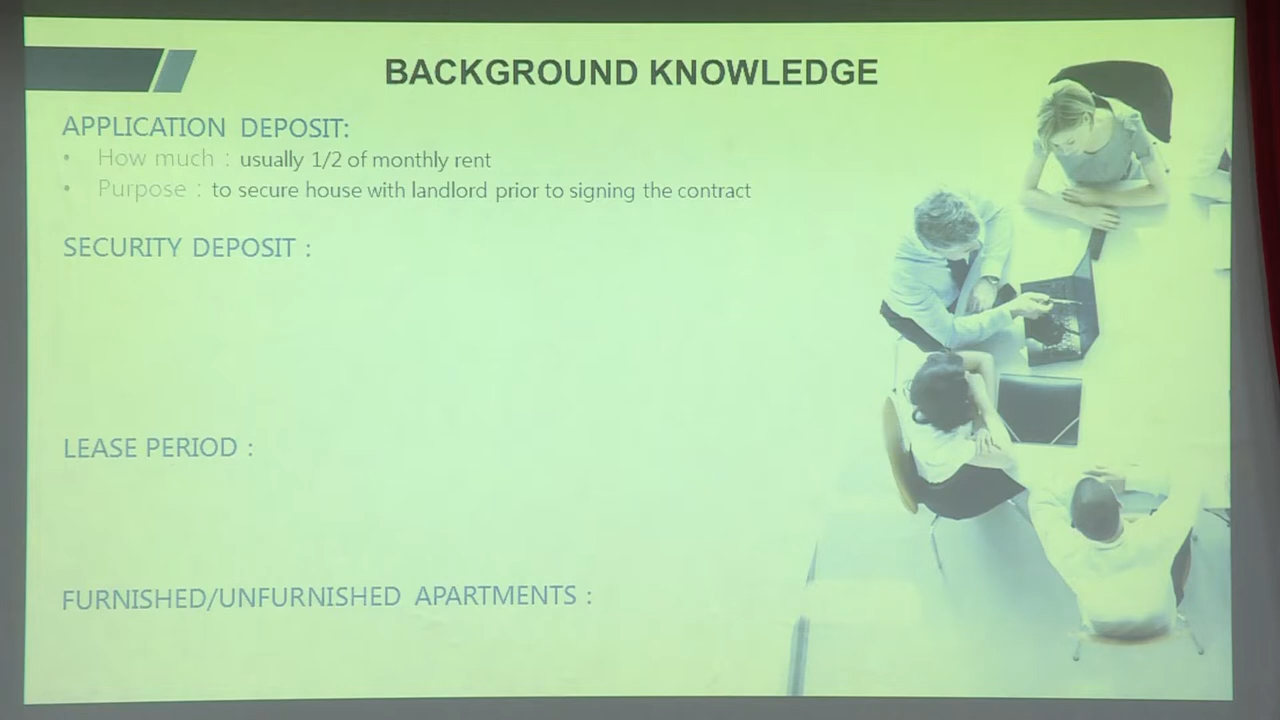 BACKGROUND KNOWLEDGE
APPLICATION DEPOSIT:
• How much : usually 1/2 of monthly rent
• Purpose : to secure house with landlord prior to signing the contract
SECURITY DEPOSIT :
LEASE PERIOD :
FURNISHED/UNFURNISHED APARTMENTS :